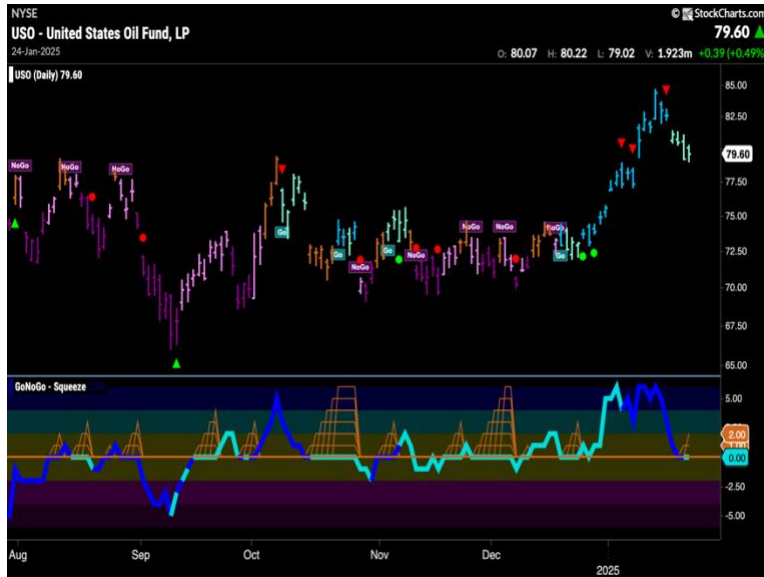 NYSE
© StockCharts.com
USO - United States Oil Fund, LP
79.60
24-Jan-2025
O: 80.07 H: 80.22 L: 79.02 V: 1.923m +0.39 (+0.49%)
USO (Daily) 79.60
85.00
82.50
79.60
77.50
75.00
72.50
70.00
67.50
65.00
NoGo
NoGo
NoGo
Go
Go
NoGo
Go
NoGo
NoGo
NoGo
NoGo
Go
GoNoGo - Squeeze
5.00
2.00
0.00
-2.50
-5.00
Aug Sep Oct Nov Dec 2025